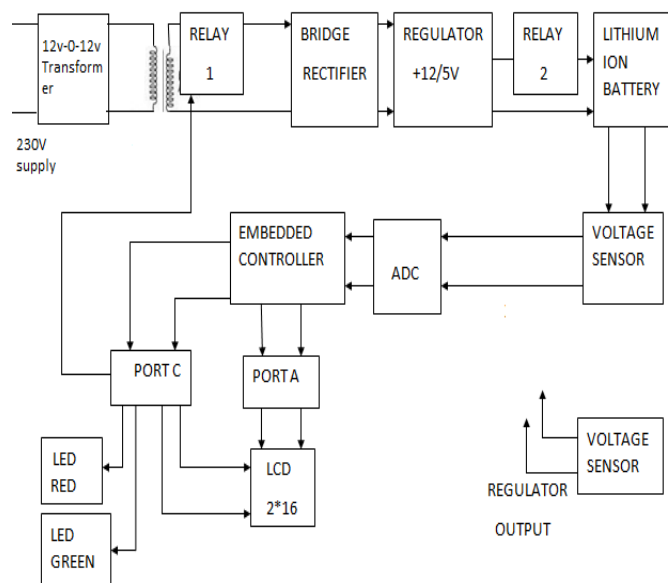 12v-0-12v
Transform
er
230V
supply
RELAY
1
BRIDGE
RECTIFIER
REGULATOR
+12/5V
RELAY
2
LITHIUM
ION
BATTERY
EMBEDDED
CONTROLLER
ADC
VOLTAGE
SENSOR
PORT C
PORT A
LED
RED
LCD
2*16
LED
GREEN
VOLTAGE
SENSOR
REGULATOR
OUTPUT